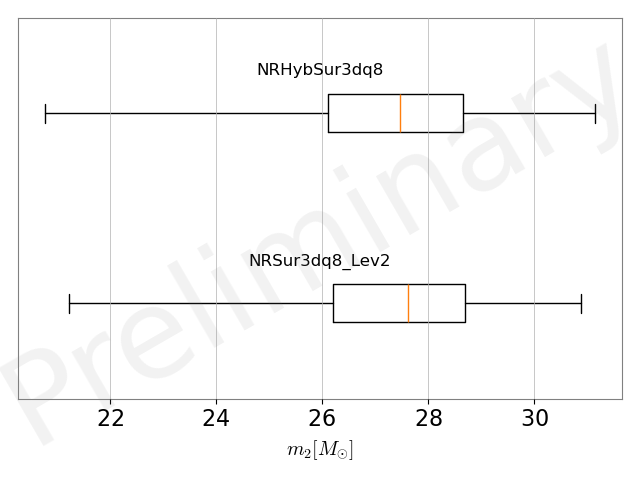 NRHybSur3dq8
NRSur3dq8_Lev2
Preliminary
22 24 26 28 30
m₂[M⊙]